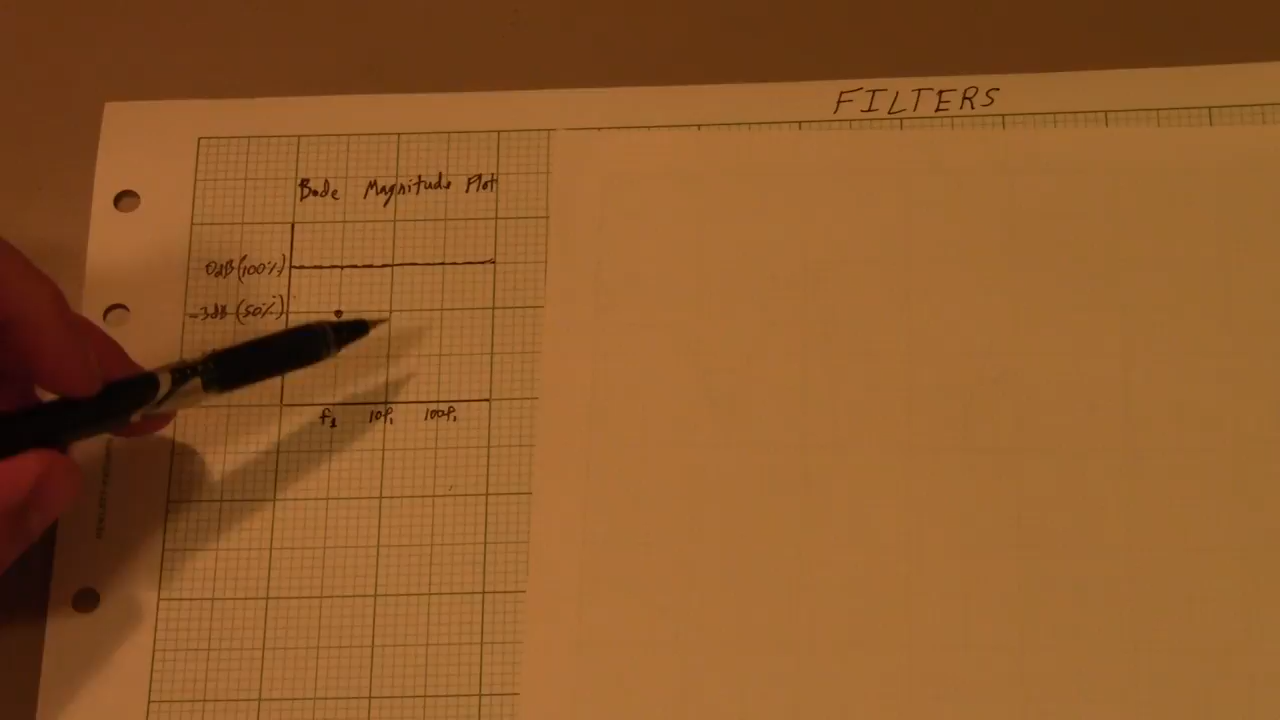 FILTERS
Bode Magnitude Plot
0dB (100%)
-3dB (50%)
f₁ 10f₁ 100f₁